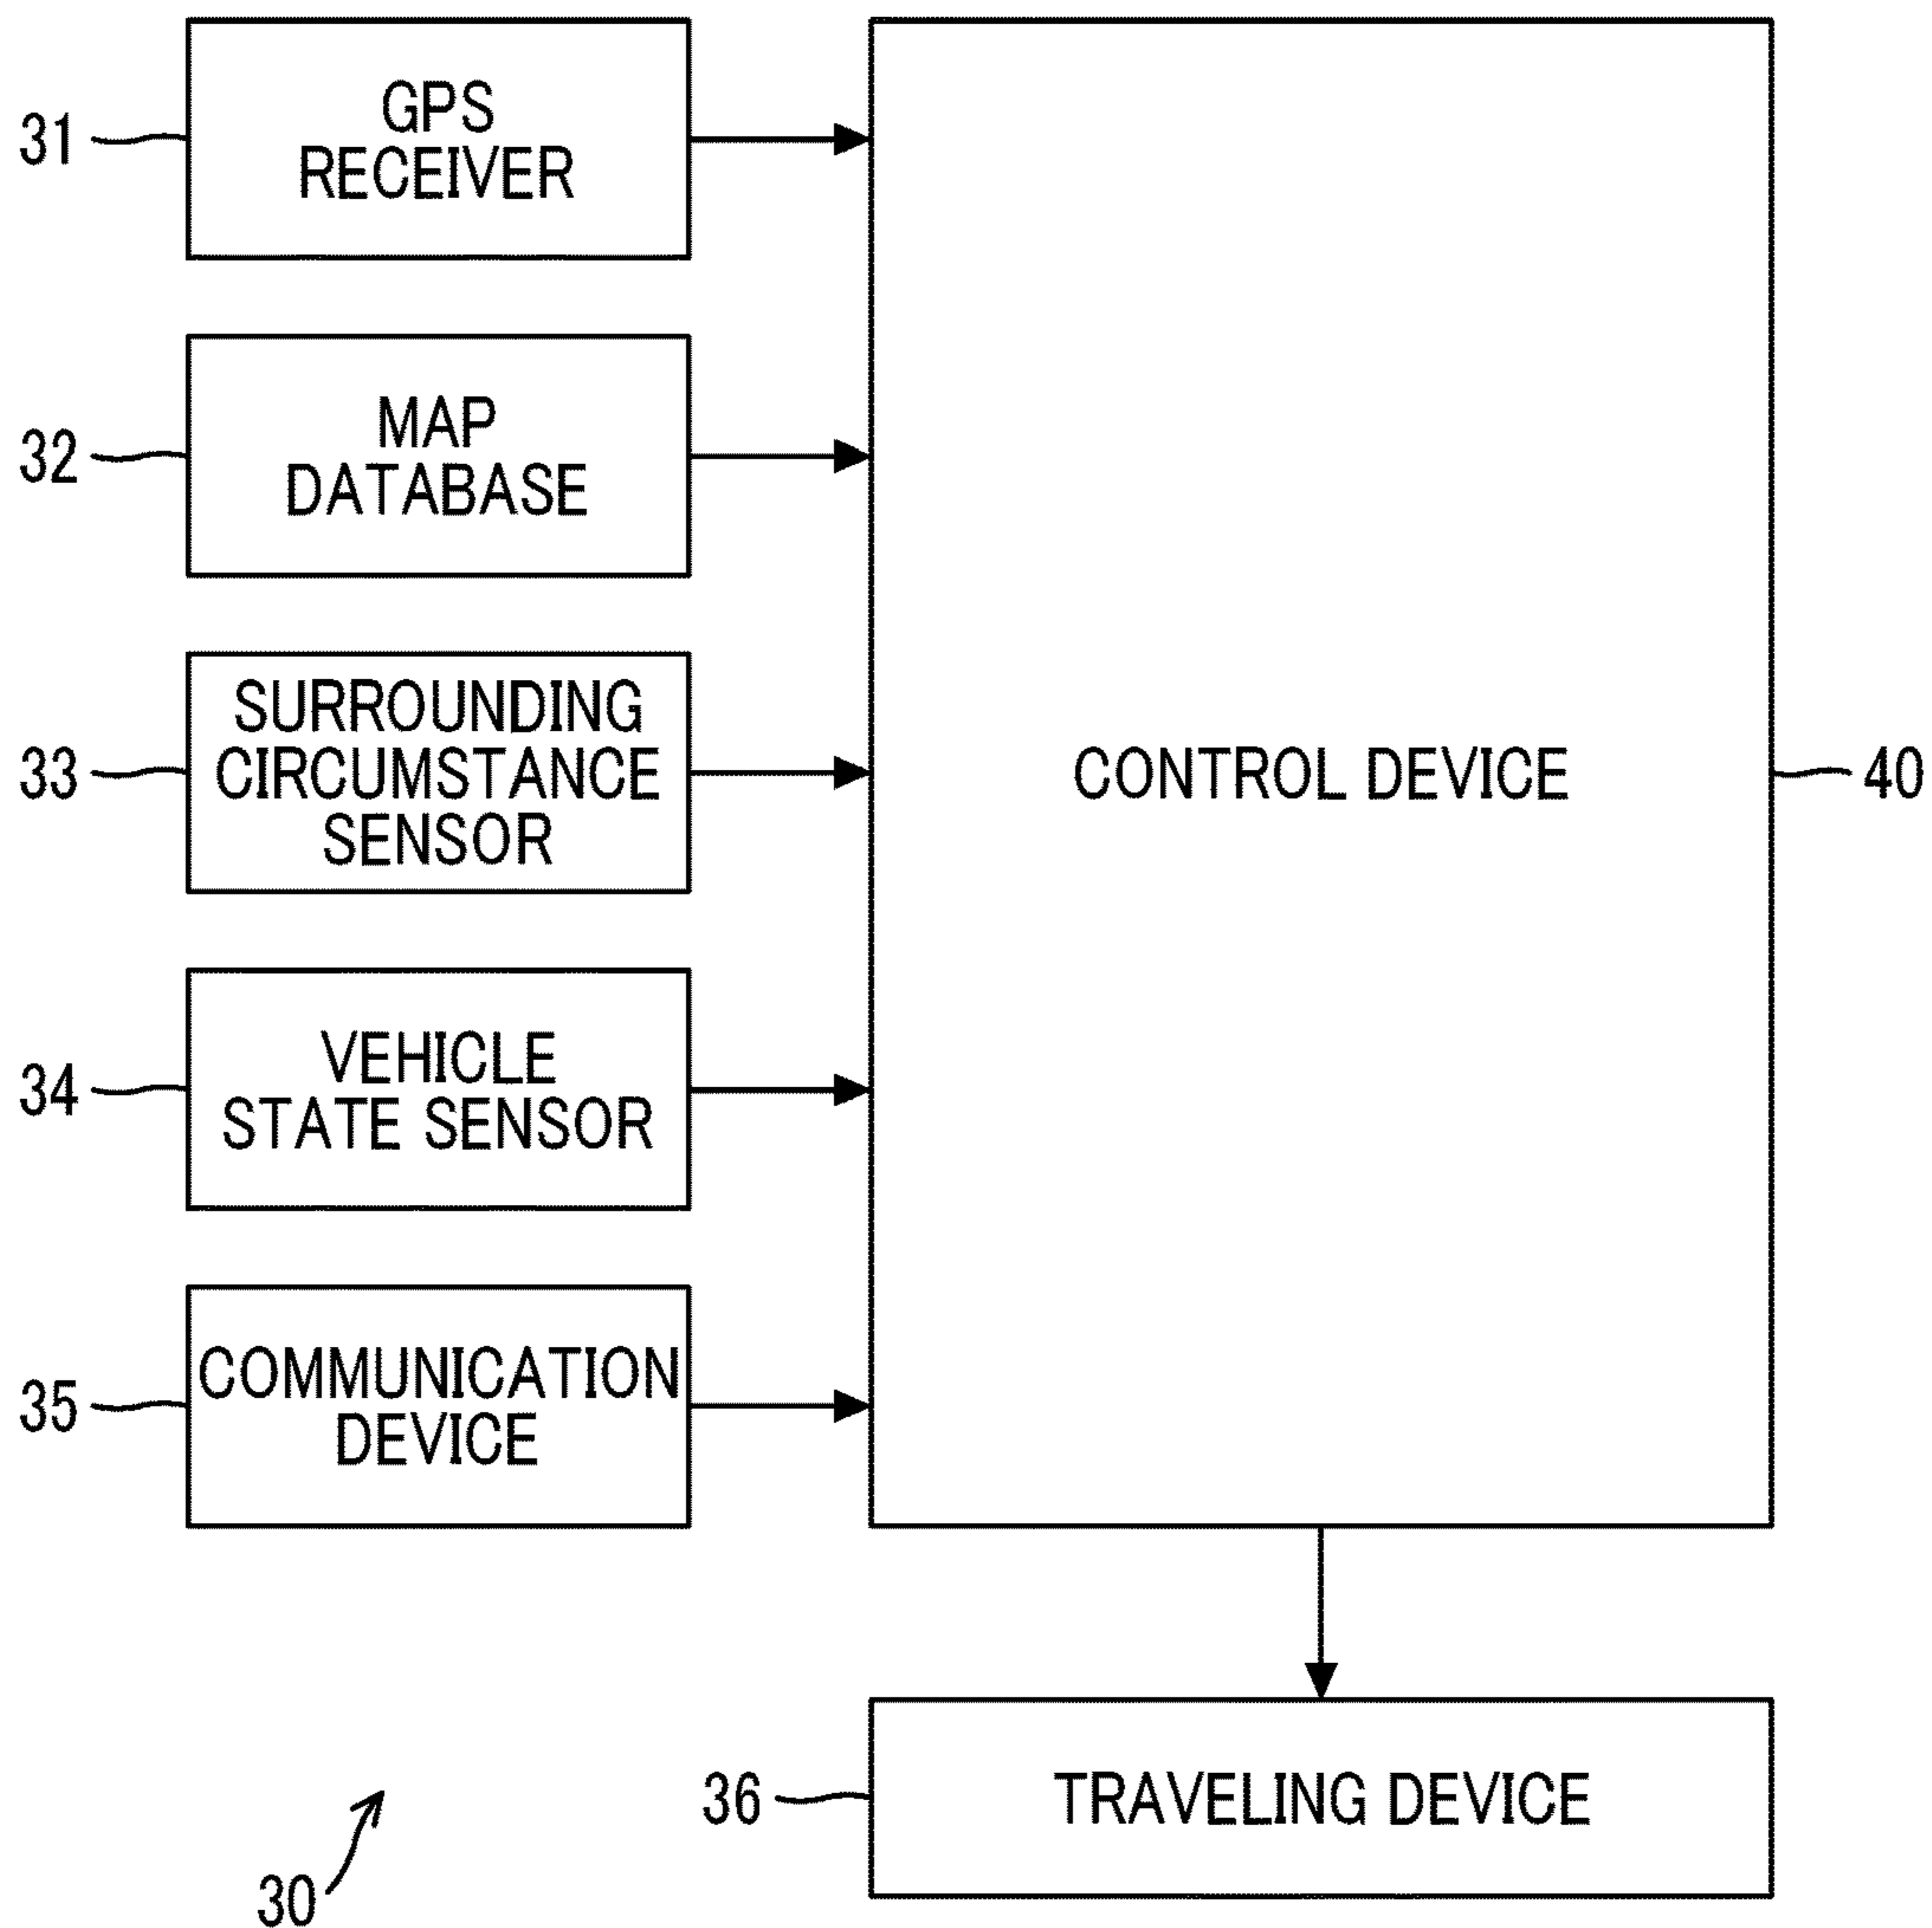 31
GPS
RECEIVER
32
MAP
DATABASE
33
SURROUNDING
CIRCUMSTANCE
SENSOR
CONTROL DEVICE
40
34
VEHICLE
STATE SENSOR
35
COMMUNICATION
DEVICE
36
TRAVELING DEVICE
30